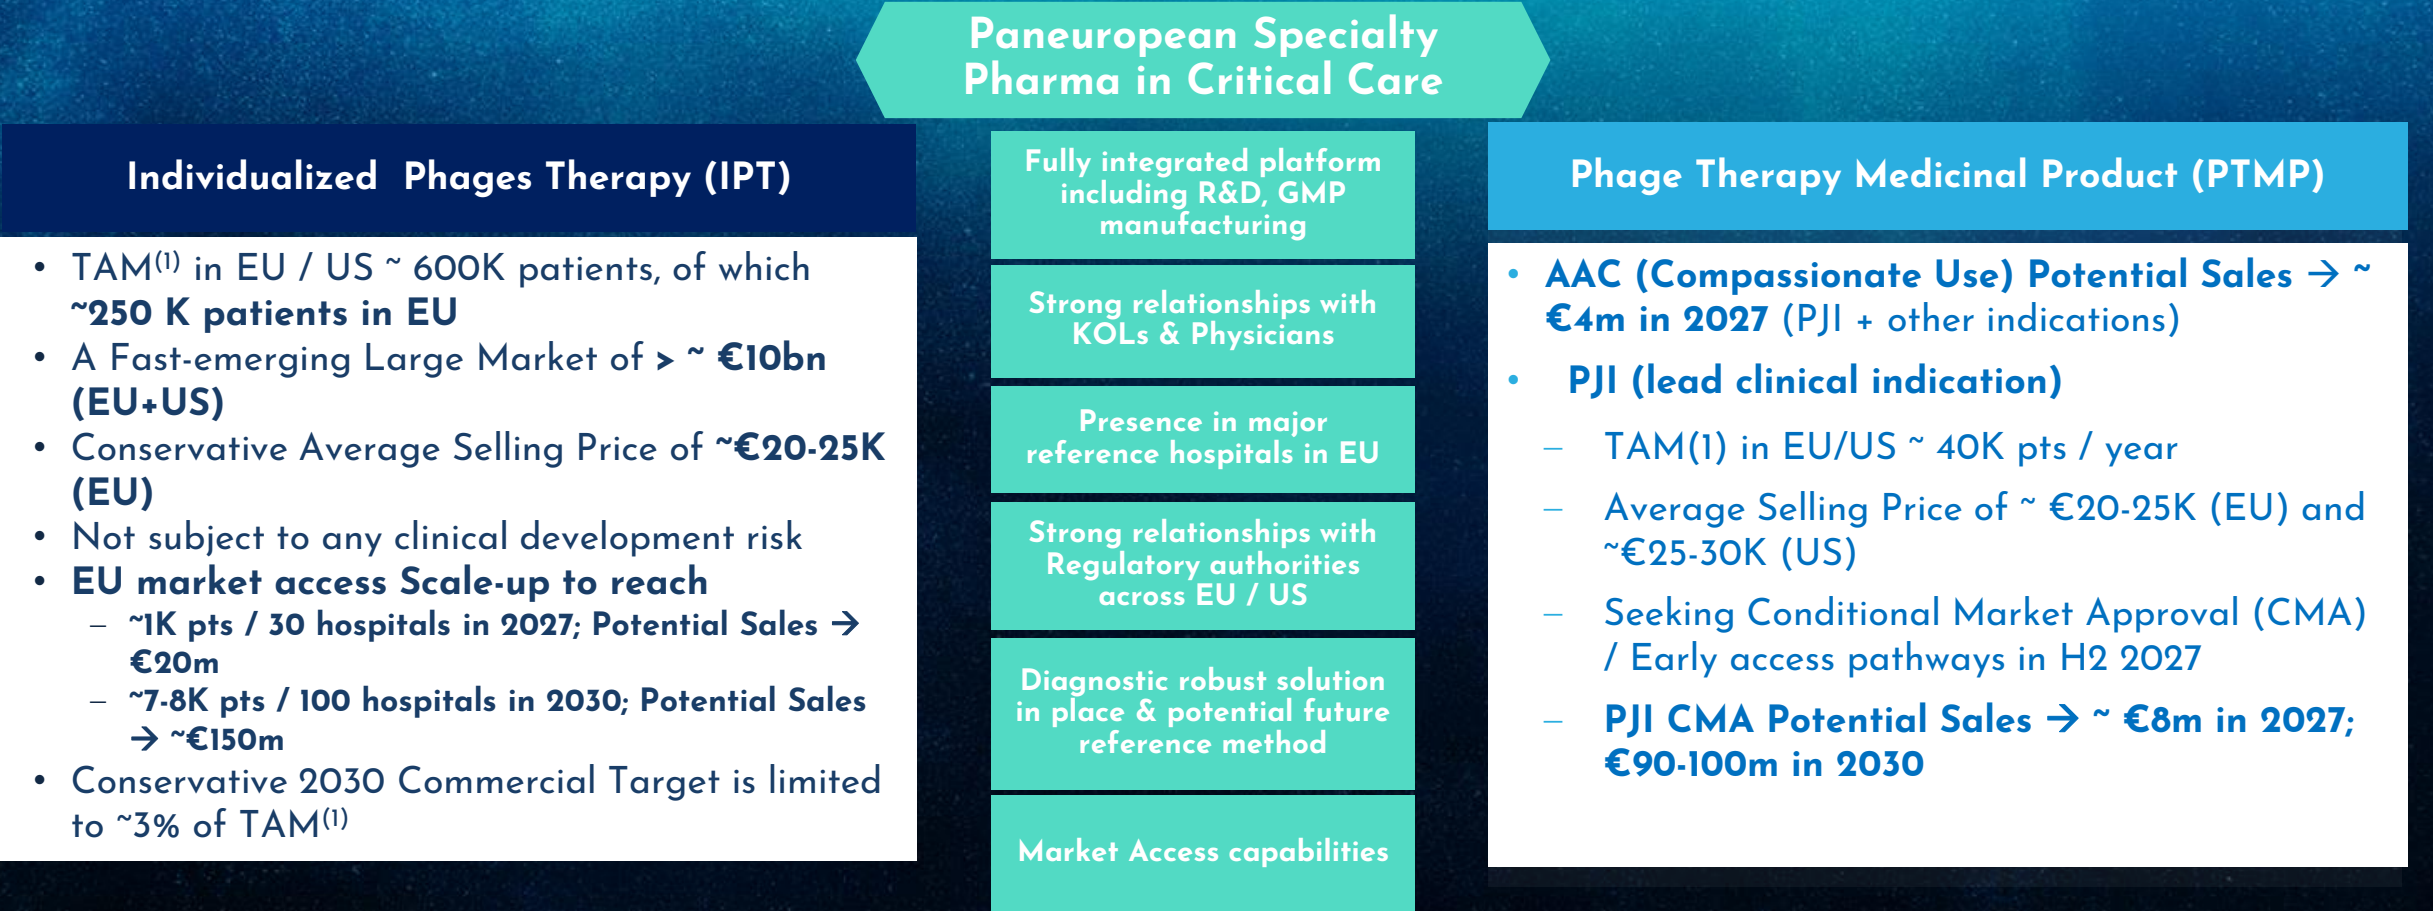 Paneuropean Specialty
Pharma in Critical Care
Individualized Phages Therapy (IPT)
• TAM(1) in EU / US ~ 600K patients, of which
~250 K patients in EU
• A Fast-emerging Large Market of > ~ €10bn
(EU+US)
• Conservative Average Selling Price of ~€20-25K
(EU)
• Not subject to any clinical development risk
• EU market access Scale-up to reach
– ~1K pts / 30 hospitals in 2027; Potential Sales →
€20m
– ~7-8K pts / 100 hospitals in 2030; Potential Sales
→ ~€150m
• Conservative 2030 Commercial Target is limited
to ~3% of TAM(1)
Fully integrated platform
including R&D, GMP
manufacturing
Strong relationships with
KOLs & Physicians
Presence in major
reference hospitals in EU
Strong relationships with
Regulatory authorities
across EU / US
Diagnostic robust solution
in place & potential future
reference method
Market Access capabilities
Phage Therapy Medicinal Product (PTMP)
• AAC (Compassionate Use) Potential Sales → ~
€4m in 2027 (PJI + other indications)
• PJI (lead clinical indication)
– TAM(1) in EU/US ~ 40K pts / year
– Average Selling Price of ~ €20-25K (EU) and
~€25-30K (US)
– Seeking Conditional Market Approval (CMA)
/ Early access pathways in H2 2027
– PJI CMA Potential Sales → ~ €8m in 2027;
€90-100m in 2030